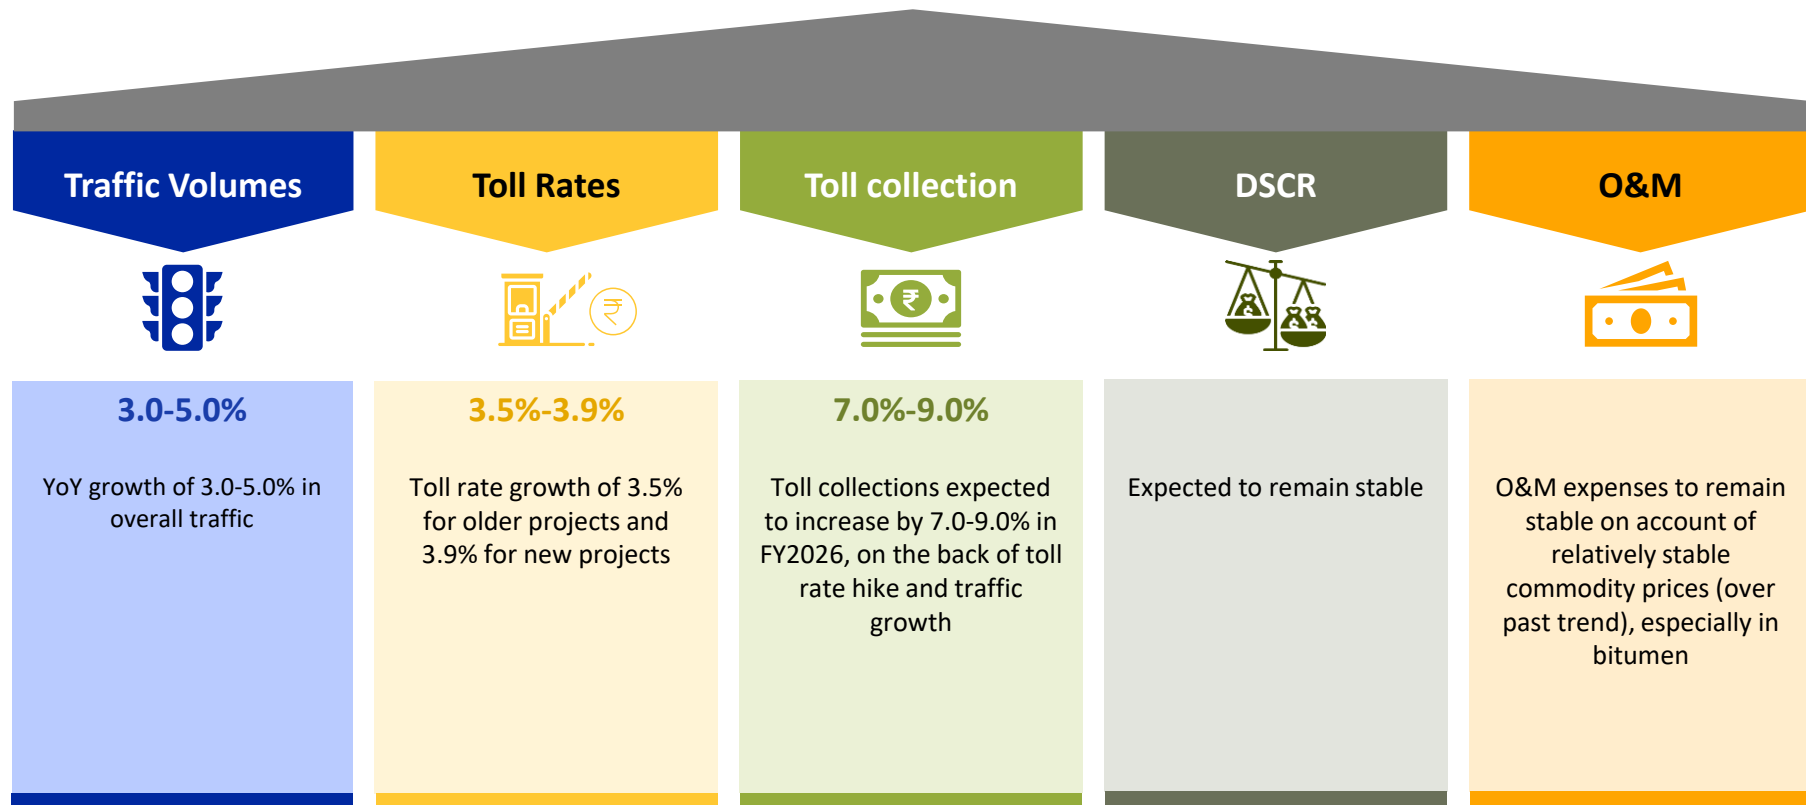 Traffic Volumes
3.0-5.0%
YoY growth of 3.0-5.0% in
overall traffic
Toll Rates
₹
3.5%-3.9%
Toll rate growth of 3.5%
for older projects and
3.9% for new projects
Toll collection
₹
7.0%-9.0%
Toll collections expected
to increase by 7.0-9.0% in
FY2026, on the back of toll
rate hike and traffic
growth
DSCR
Expected to remain stable
O&M
O&M expenses to remain
stable on account of
relatively stable
commodity prices (over
past trend), especially in
bitumen